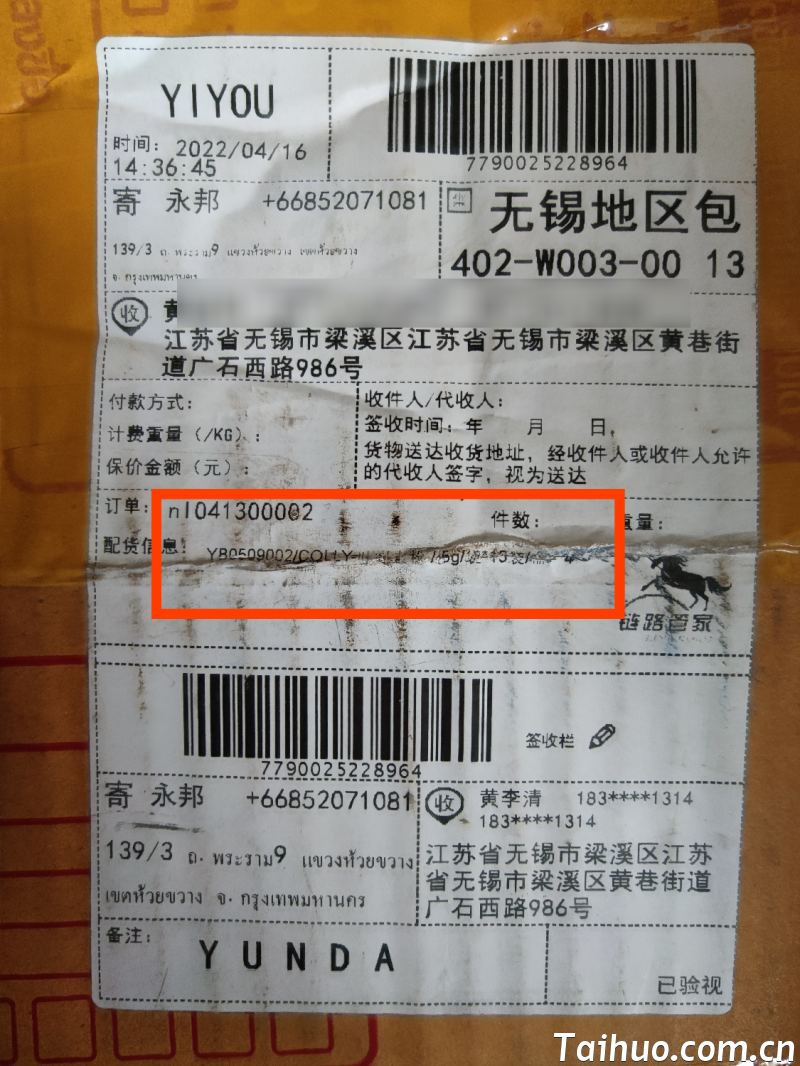 YIYOU
时间: 2022/04/16
14:36:45
7790025228964
寄 永邦 +66852071081
集 无锡地区包
139/3 ถ. พระราม9 แขวงห้วยขวาง เขตห้วยขวาง
จ. กรุงเทพมหานคร
402-W003-00 13
收 黄
江苏省无锡市梁溪区江苏省无锡市梁溪区黄巷街
道广石西路986号
付款方式:
计费重量(/KG):
保价金额(元):
收件人/代收人:
签收时间: 年 月 日,
货物送达收货地址, 经收件人或收件人允许
的代收人签字, 视为送达
订单: nl041300002 件数: 重量:
配货信息: YB0509002/COLLY
链路管家
7790025228964
签收栏
寄 永邦 +66852071081
139/3 ถ. พระราม9 แขวงห้วยขวาง
เขตห้วยขวาง จ. กรุงเทพมหานคร
收 黄李清 183****1314
183****1314
江苏省无锡市梁溪区江苏
省无锡市梁溪区黄巷街道
广石西路986号
备注:
YUNDA
已验视
Taihuo.com.cn